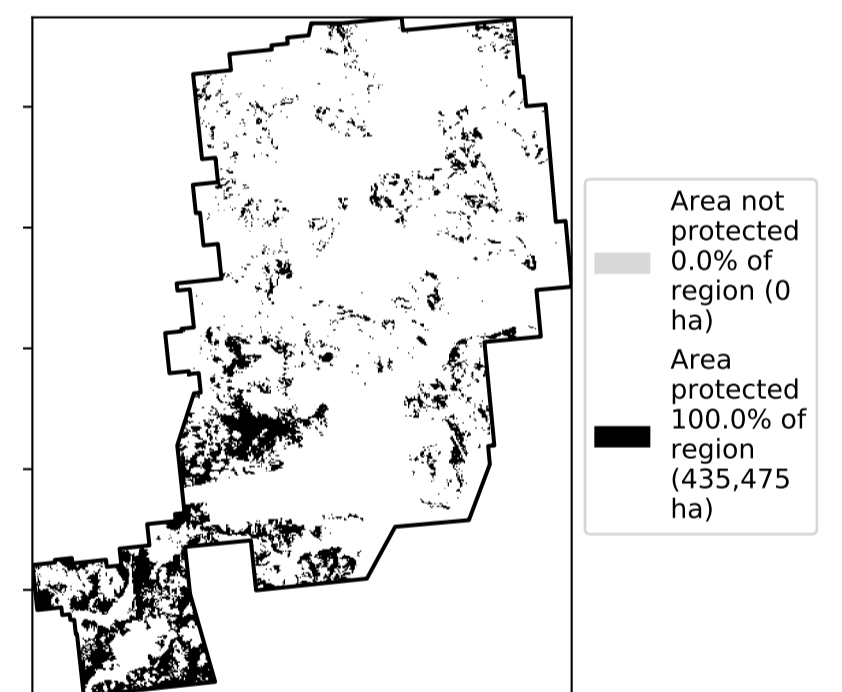 Area not
protected
0.0% of
region (0
ha)
Area
protected
100.0% of
region
(435,475
ha)